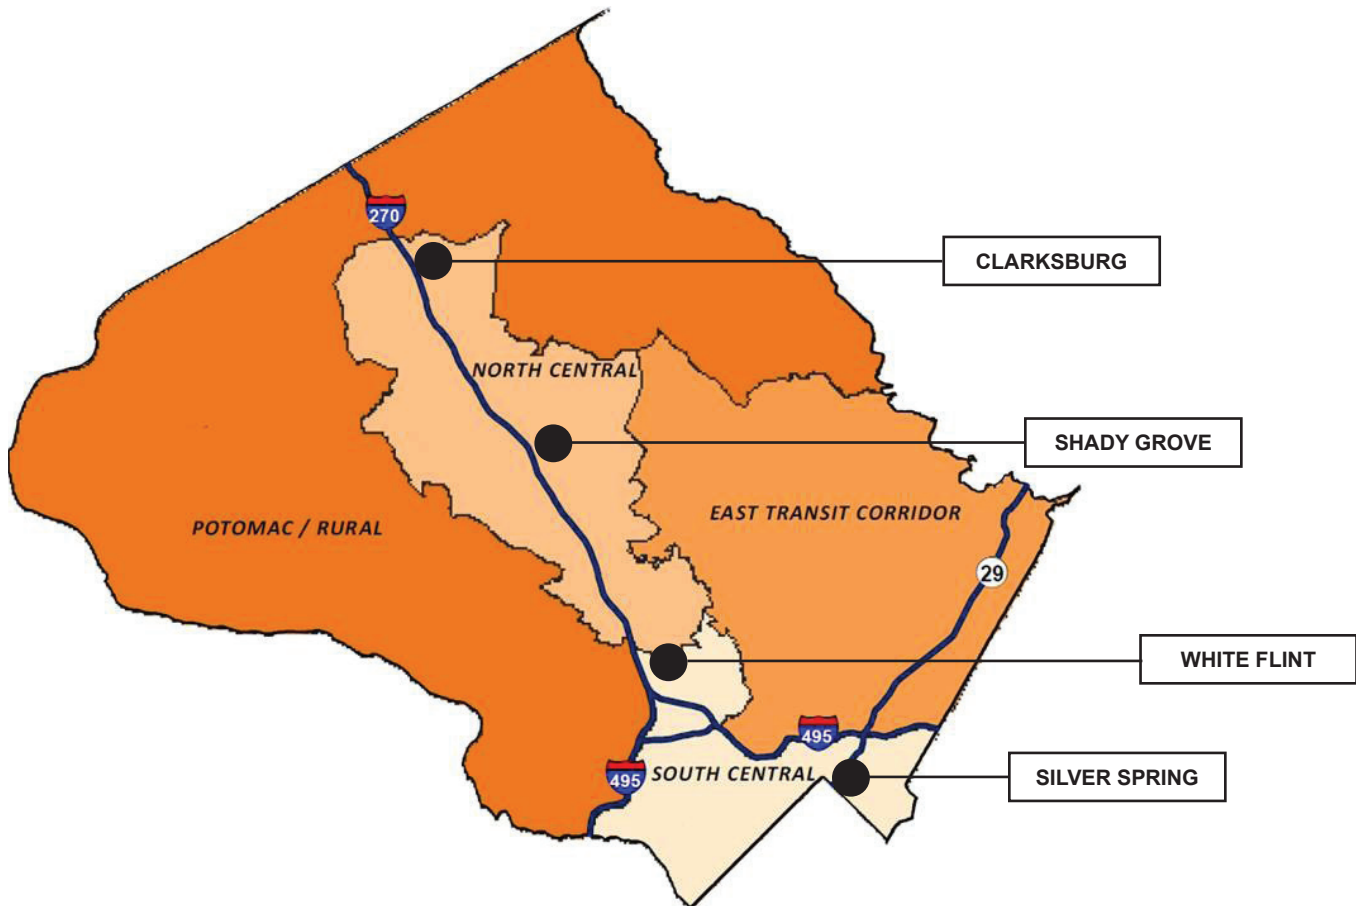 270
CLARKSBURG
NORTH CENTRAL
SHADY GROVE
POTOMAC / RURAL
EAST TRANSIT CORRIDOR
29
WHITE FLINT
495
495
SOUTH CENTRAL
SILVER SPRING